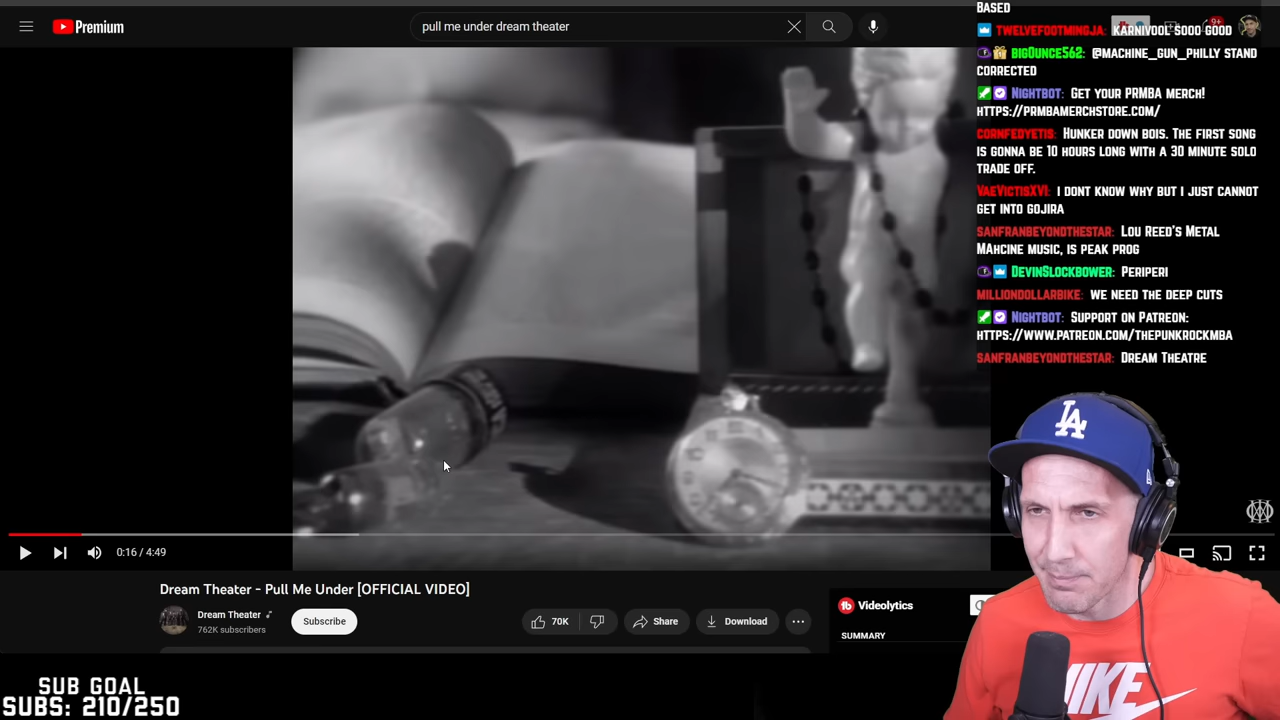 Premium
pull me under dream theater
9+
BASED
TWELVEFOOTMINGJA: KARNIVOOL SOOO GOOD
BIGOUNCE562: @MACHINE_GUN_PHILLY STAND
CORRECTED
NIGHTBOT: GET YOUR PRMBA MERCH!
HTTPS://PRMBAMERCHSTORE.COM/
CORNFEDYETIS: HUNKER DOWN BOIS. THE FIRST SONG
IS GONNA BE 10 HOURS LONG WITH A 30 MINUTE SOLO
TRADE OFF.
VAEVICTISXVI: I DONT KNOW WHY BUT I JUST CANNOT
GET INTO GOJIRA
SANFRANBEYONDTHESTAR: LOU REED'S METAL
MAHCINE MUSIC, IS PEAK PROG
DEVINSLOCKBOWER: PERIPERI
MILLIONDOLLARBIKE: WE NEED THE DEEP CUTS
NIGHTBOT: SUPPORT ON PATREON:
HTTPS://WWW.PATREON.COM/THEPUNKROCKMBA
SANFRANBEYONDTHESTAR: DREAM THEATRE
0:16 / 4:49
Dream Theater - Pull Me Under [OFFICIAL VIDEO]
Dream Theater
762K subscribers
Subscribe
70K
Share
Download
Videolytics
SUMMARY
LA
NIKE
SUB GOAL
SUBS: 210/250